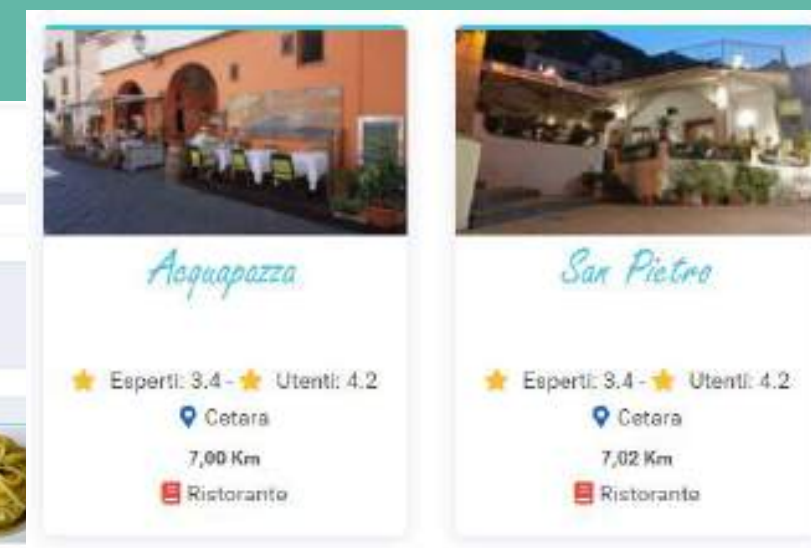 Acquapazza
Esperti: 3.4 - Utenti: 4.2
Cetara
7,00 Km
Ristorante
San Pietro
Esperti: 3.4 - Utenti: 4.2
Cetara
7,02 Km
Ristorante